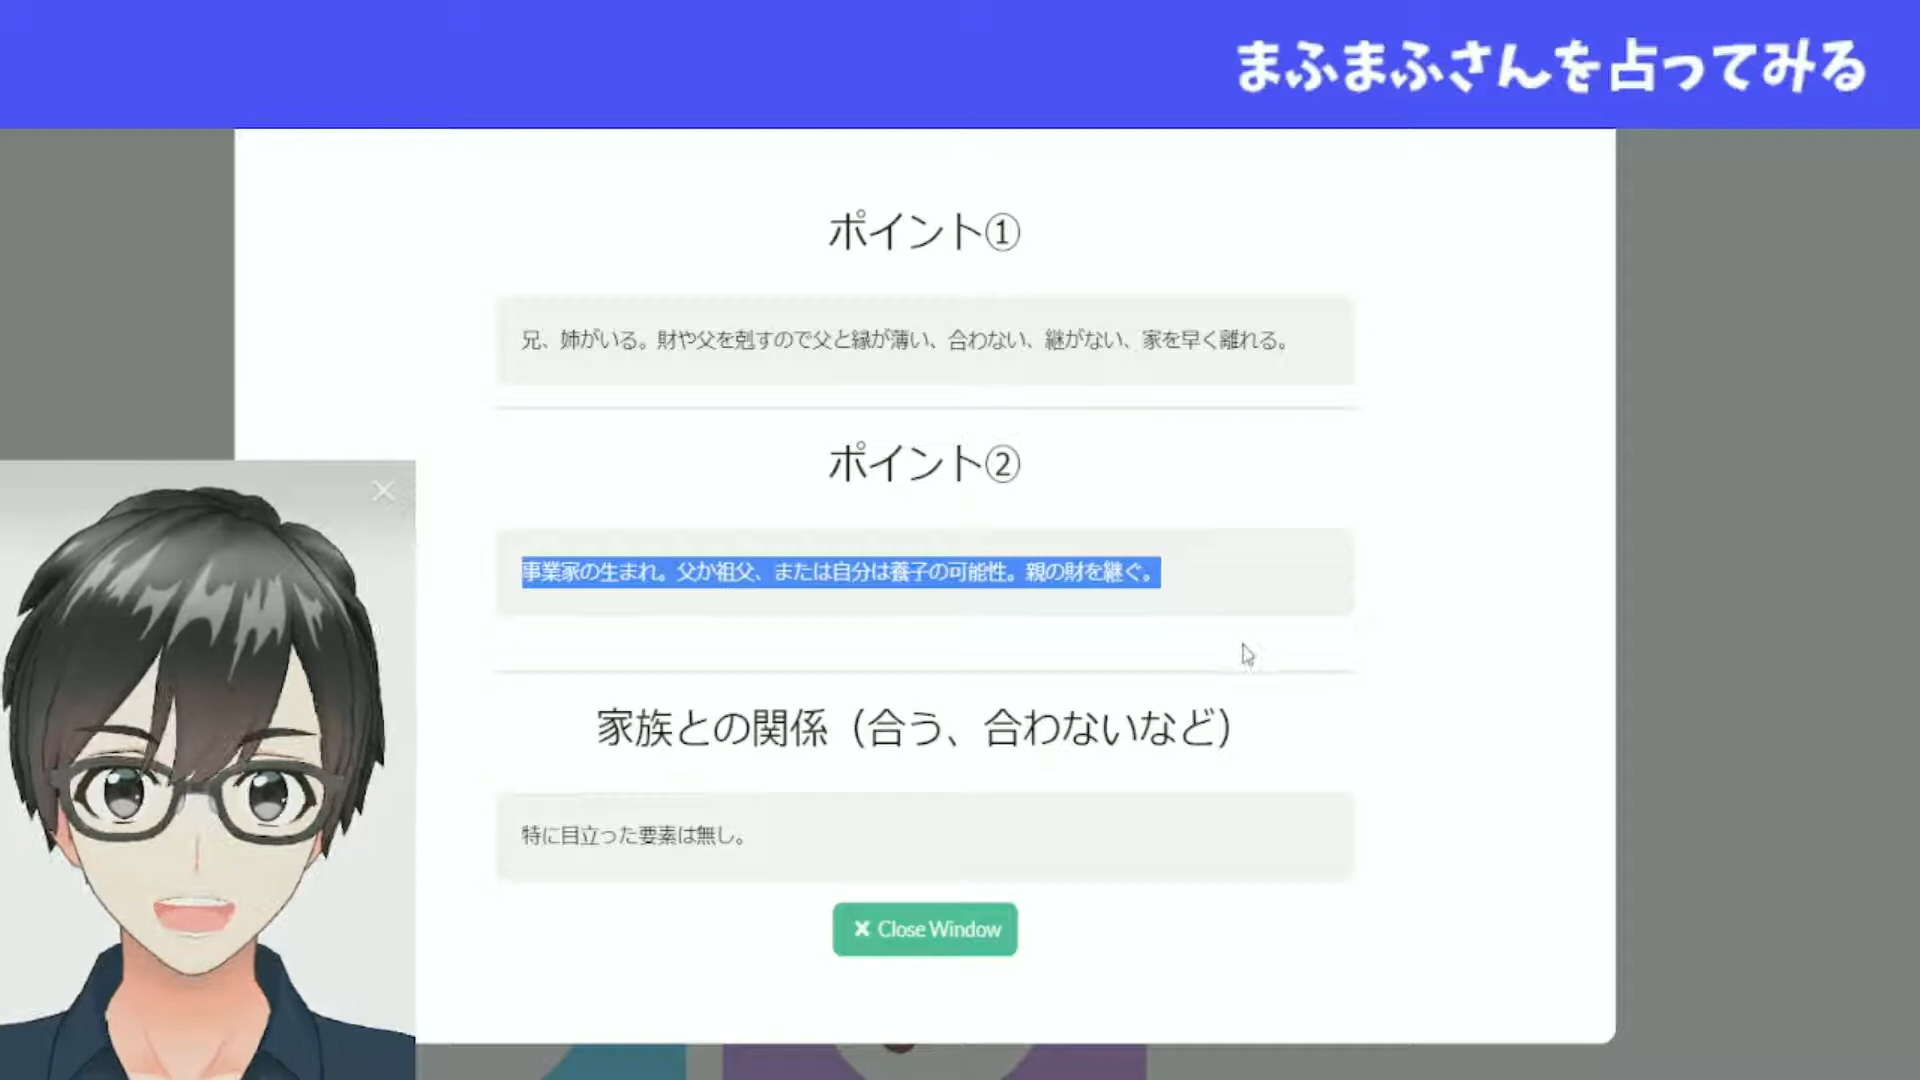 まふまふさんを占ってみる
ポイント①
兄、姉がいる。財や父を剋すので父と縁が薄い、合わない、継がない、家を早く離れる。
ポイント②
事業家の生まれ。父か祖父、または自分は養子の可能性。親の財を継ぐ。
家族との関係（合う、合わないなど）
特に目立った要素は無し。
✖ Close Window